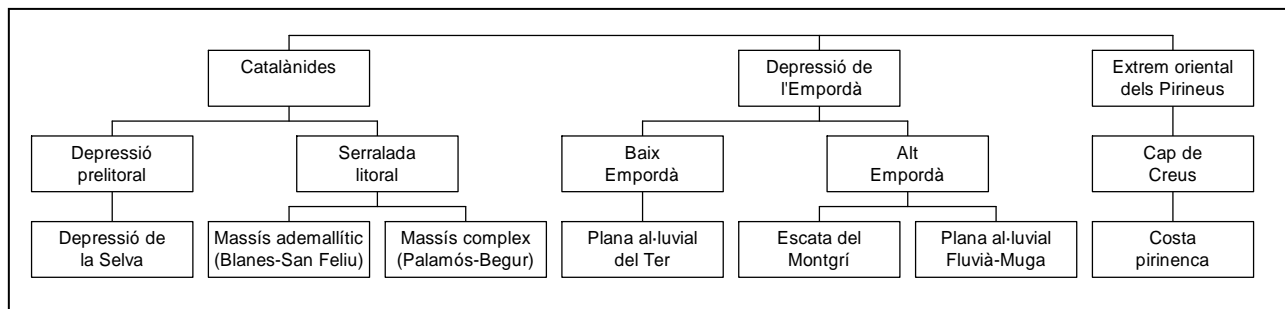 Catalànides
Depressió de
l'Empordà
Extrem oriental
dels Pirineus
Depressió
prelitoral
Serralada
litoral
Baix
Empordà
Alt
Empordà
Cap de
Creus
Depressió de
la Selva
Massís ademallític
(Blanes-San Feliu)
Massís complex
(Palamós-Begur)
Plana al·luvial
del Ter
Escata del
Montgrí
Plana al·luvial
Fluvià-Muga
Costa
pirinenca